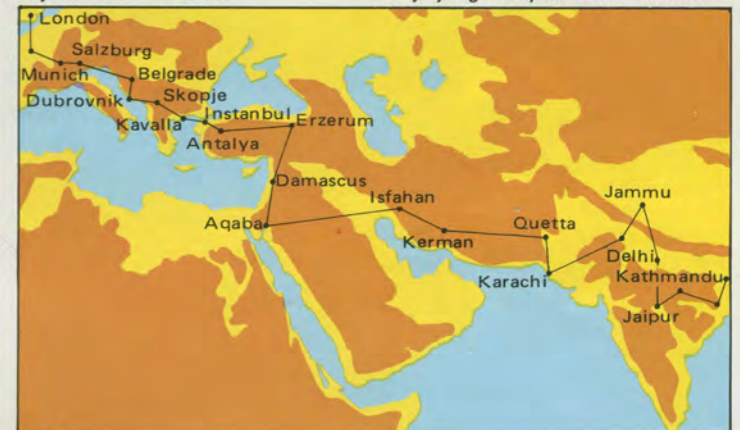 London
Salzburg
Munich
Belgrade
Dubrovnik
Skopje
Kavalla
Instanbul
Erzerum
Antalya
Damascus
Isfahan
Jammu
Aqaba
Quetta
Kerman
Delhi
Karachi
Kathmandu
Jaipur